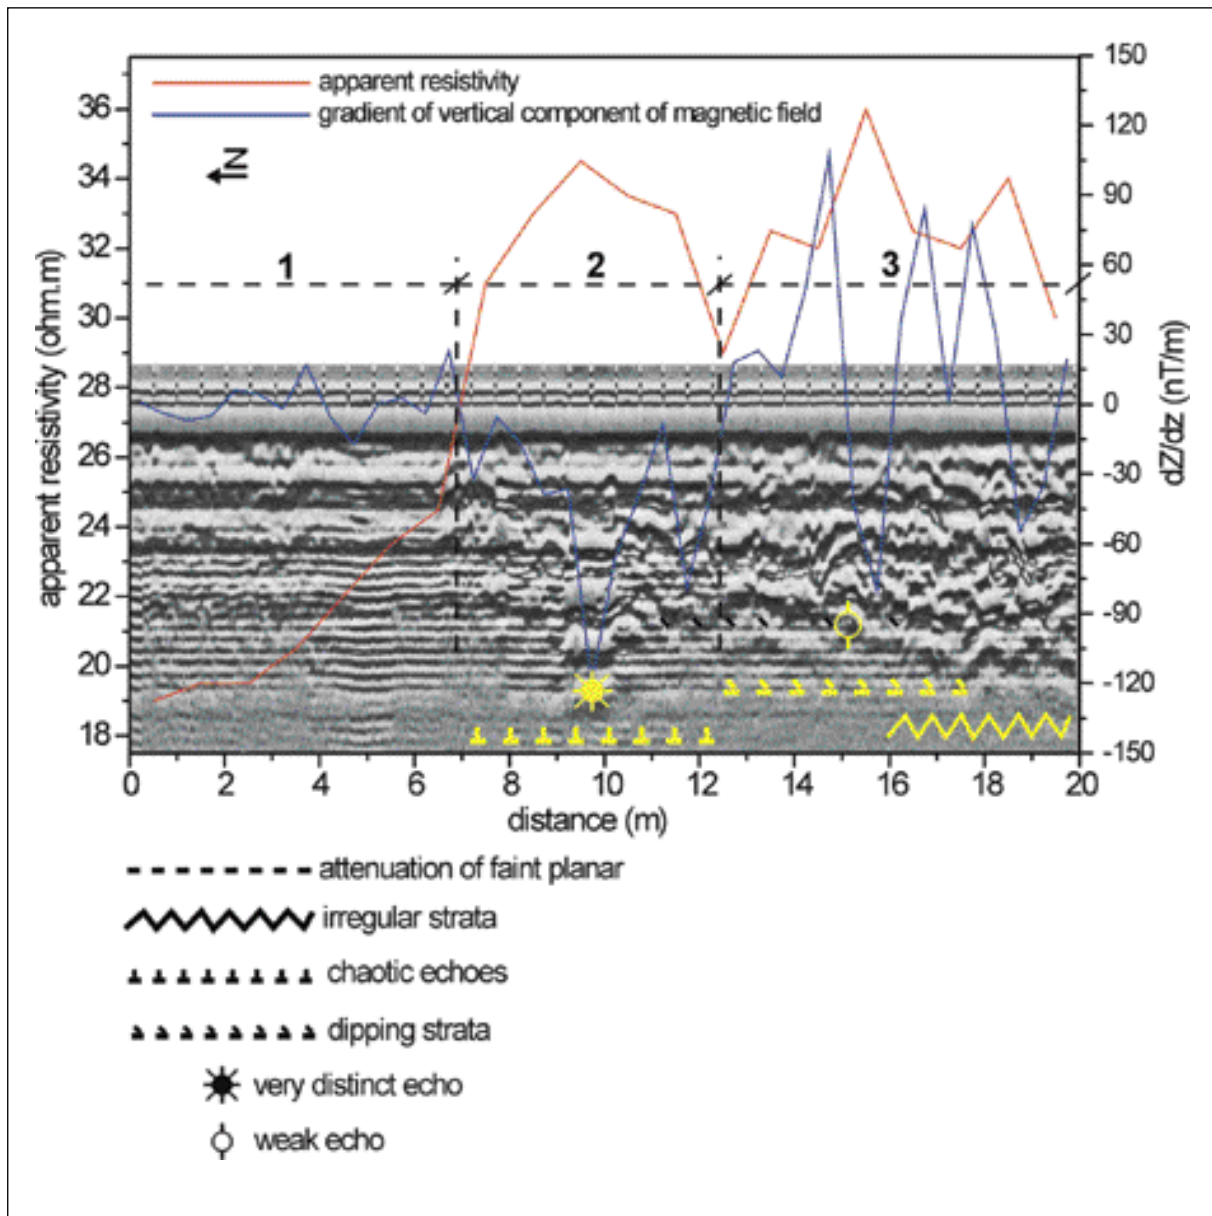 apparent resistivity
gradient of vertical component of magnetic field
N
1
2
3
apparent resistivity (ohm.m)
36
34
32
30
28
26
24
22
20
18
dZ/dz (nT/m)
150
120
90
60
30
0
-30
-60
-90
-120
-150
0 2 4 6 8 10 12 14 16 18 20
distance (m)
attenuation of faint planar
irregular strata
chaotic echoes
dipping strata
very distinct echo
weak echo